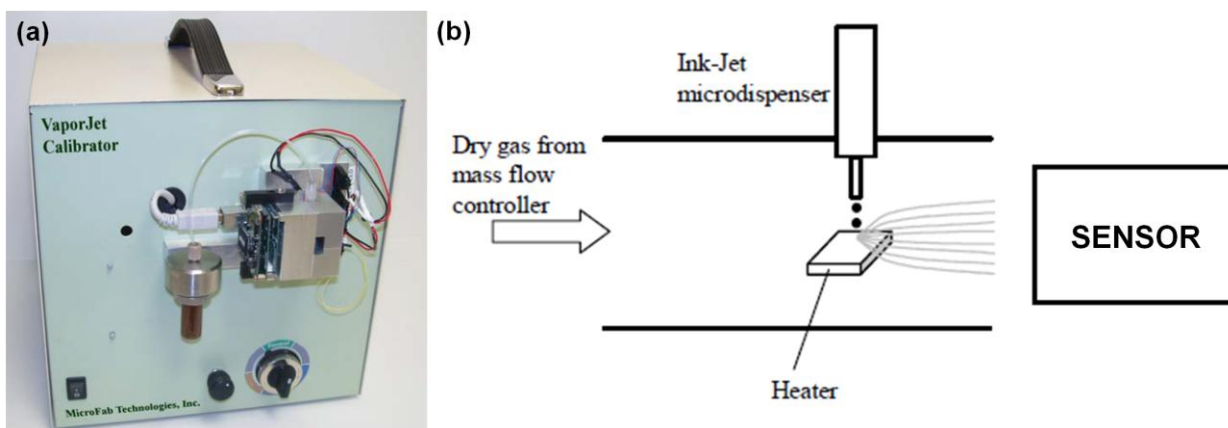 (a)
VaporJet
Calibrator
MicroFab Technologies, Inc.
(b)
Ink-Jet
microdispenser
Dry gas from
mass flow
controller
SENSOR
Heater